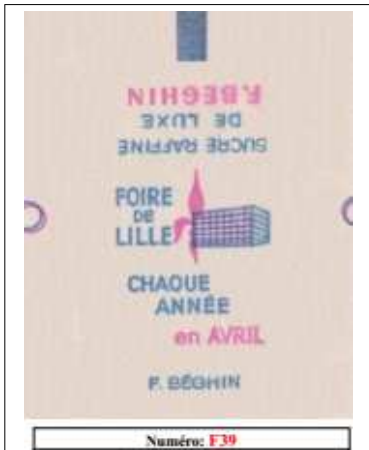 F. BEGHIN
DE LUXE
SUCRE RAFFINE
FOIRE
DE
LILLE
CHAQUE
ANNÉE
en AVRIL
F. BÉGHIN
Numéro: F39